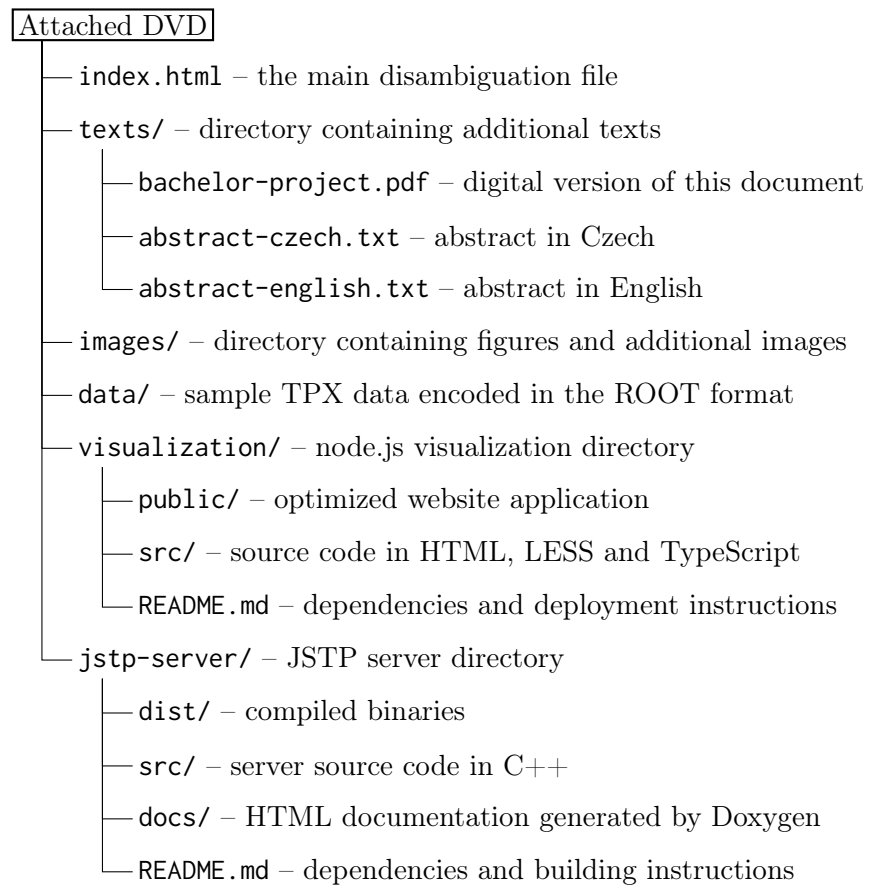 Attached DVD
index.html – the main disambiguation file
texts/ – directory containing additional texts
bachelor-project.pdf – digital version of this document
abstract-czech.txt – abstract in Czech
abstract-english.txt – abstract in English
images/ – directory containing figures and additional images
data/ – sample TPX data encoded in the ROOT format
visualization/ – node.js visualization directory
public/ – optimized website application
src/ – source code in HTML, LESS and TypeScript
README.md – dependencies and deployment instructions
jstp-server/ – JSTP server directory
dist/ – compiled binaries
src/ – server source code in C++
docs/ – HTML documentation generated by Doxygen
README.md – dependencies and building instructions